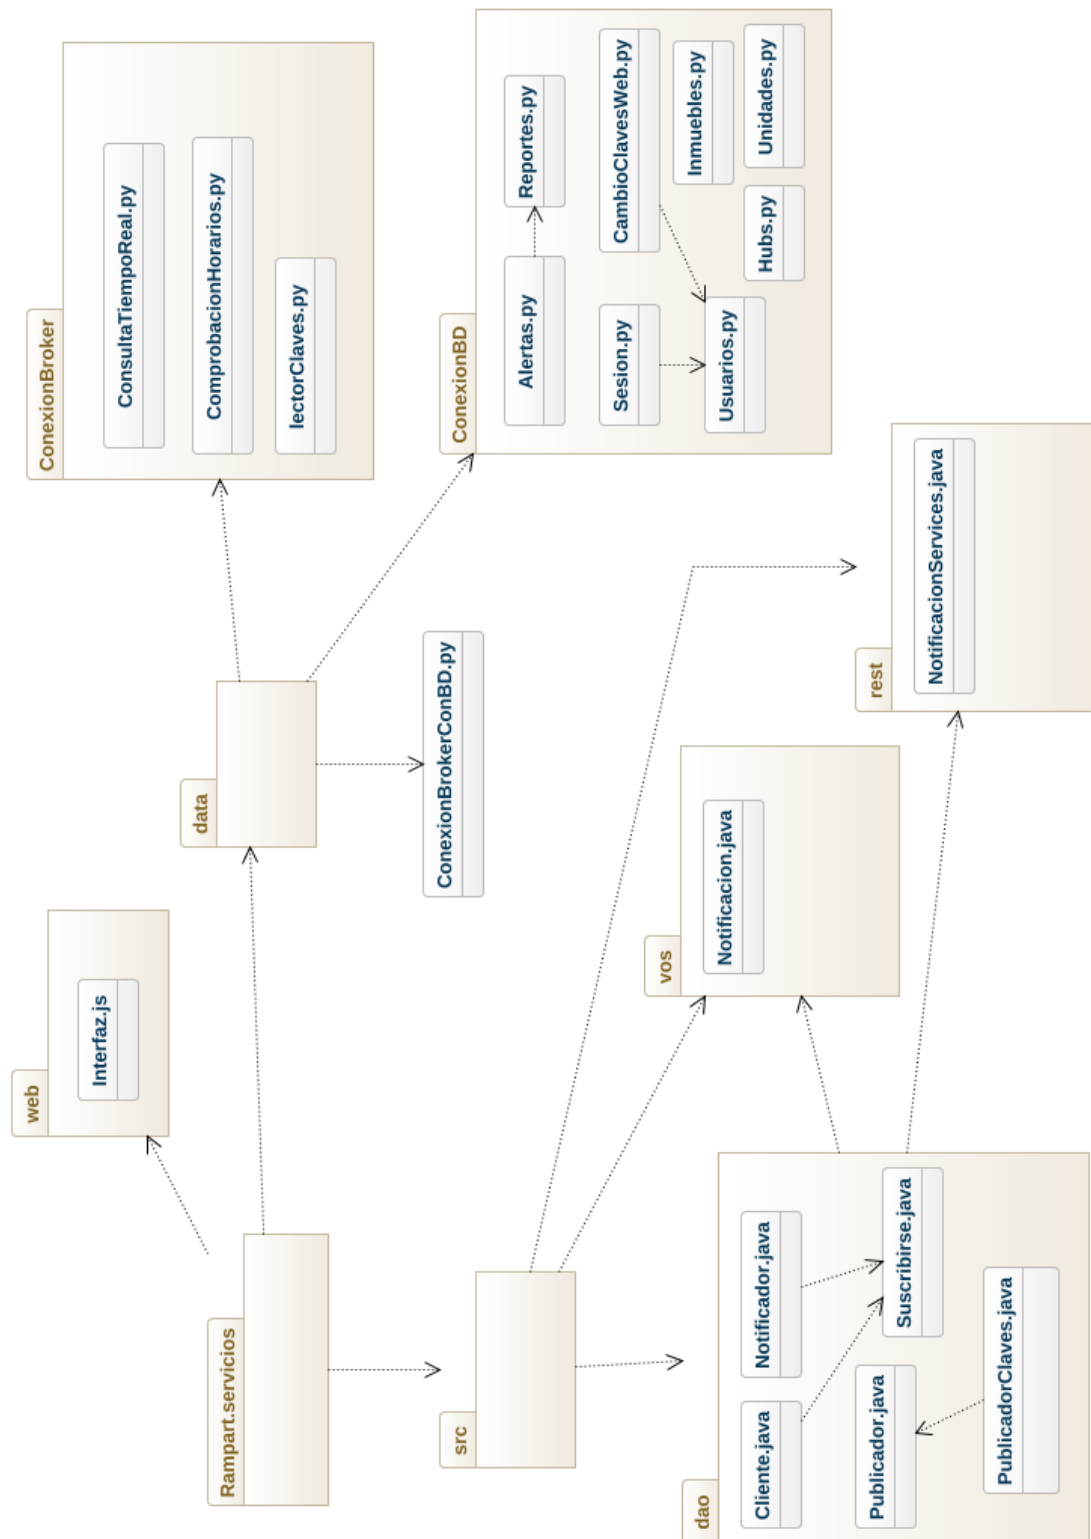 Rampart.servicios
web
Interfaz.js
data
ConexionBroker
ConsultaTiempoReal.py
ComprobacionHorarios.py
lectorClaves.py
ConexionBrokerConBD.py
ConexionBD
Alertas.py
Reportes.py
Sesion.py
CambioClavesWeb.py
Usuarios.py
Inmuebles.py
Hubs.py
Unidades.py
src
vos
Notificacion.java
rest
NotificacionServices.java
dao
Cliente.java
Notificador.java
Publicador.java
Suscribirse.java
PublicadorClaves.java